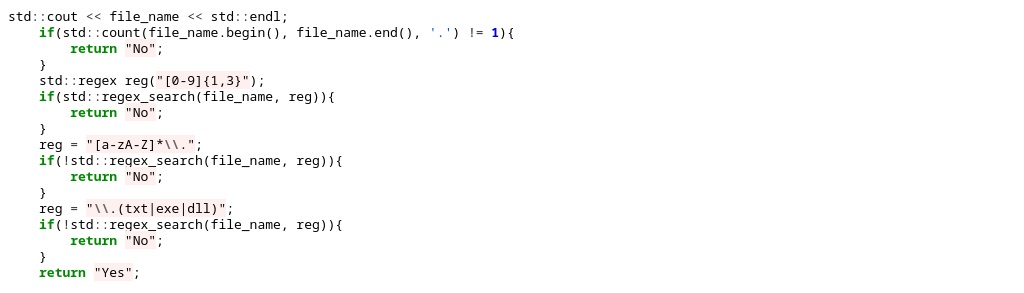 std::cout << file_name << std::endl;
    if(std::count(file_name.begin(), file_name.end(), '.') != 1){
        return "No";
    }
    std::regex reg("[0-9]{1,3}");
    if(std::regex_search(file_name, reg)){
        return "No";
    }
    reg = "[a-zA-Z]*\\.";
    if(!std::regex_search(file_name, reg)){
        return "No";
    }
    reg = "\\.(txt|exe|dll)";
    if(!std::regex_search(file_name, reg)){
        return "No";
    }
    return "Yes";